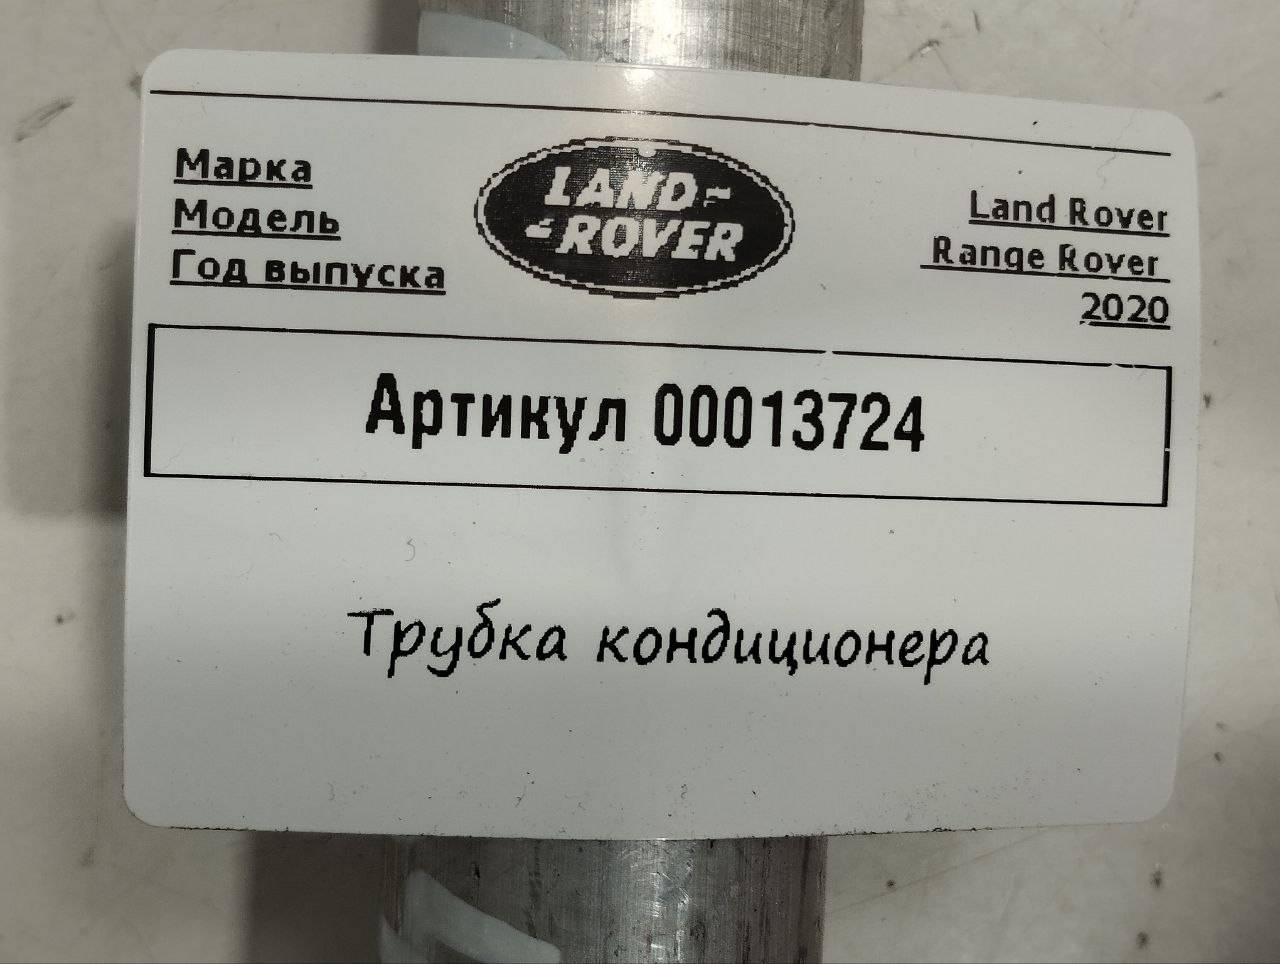 Марка
Модель
Год выпуска
LAND-
-ROVER
Land Rover
Range Rover
2020
Артикул 00013724
Трубка кондиционера